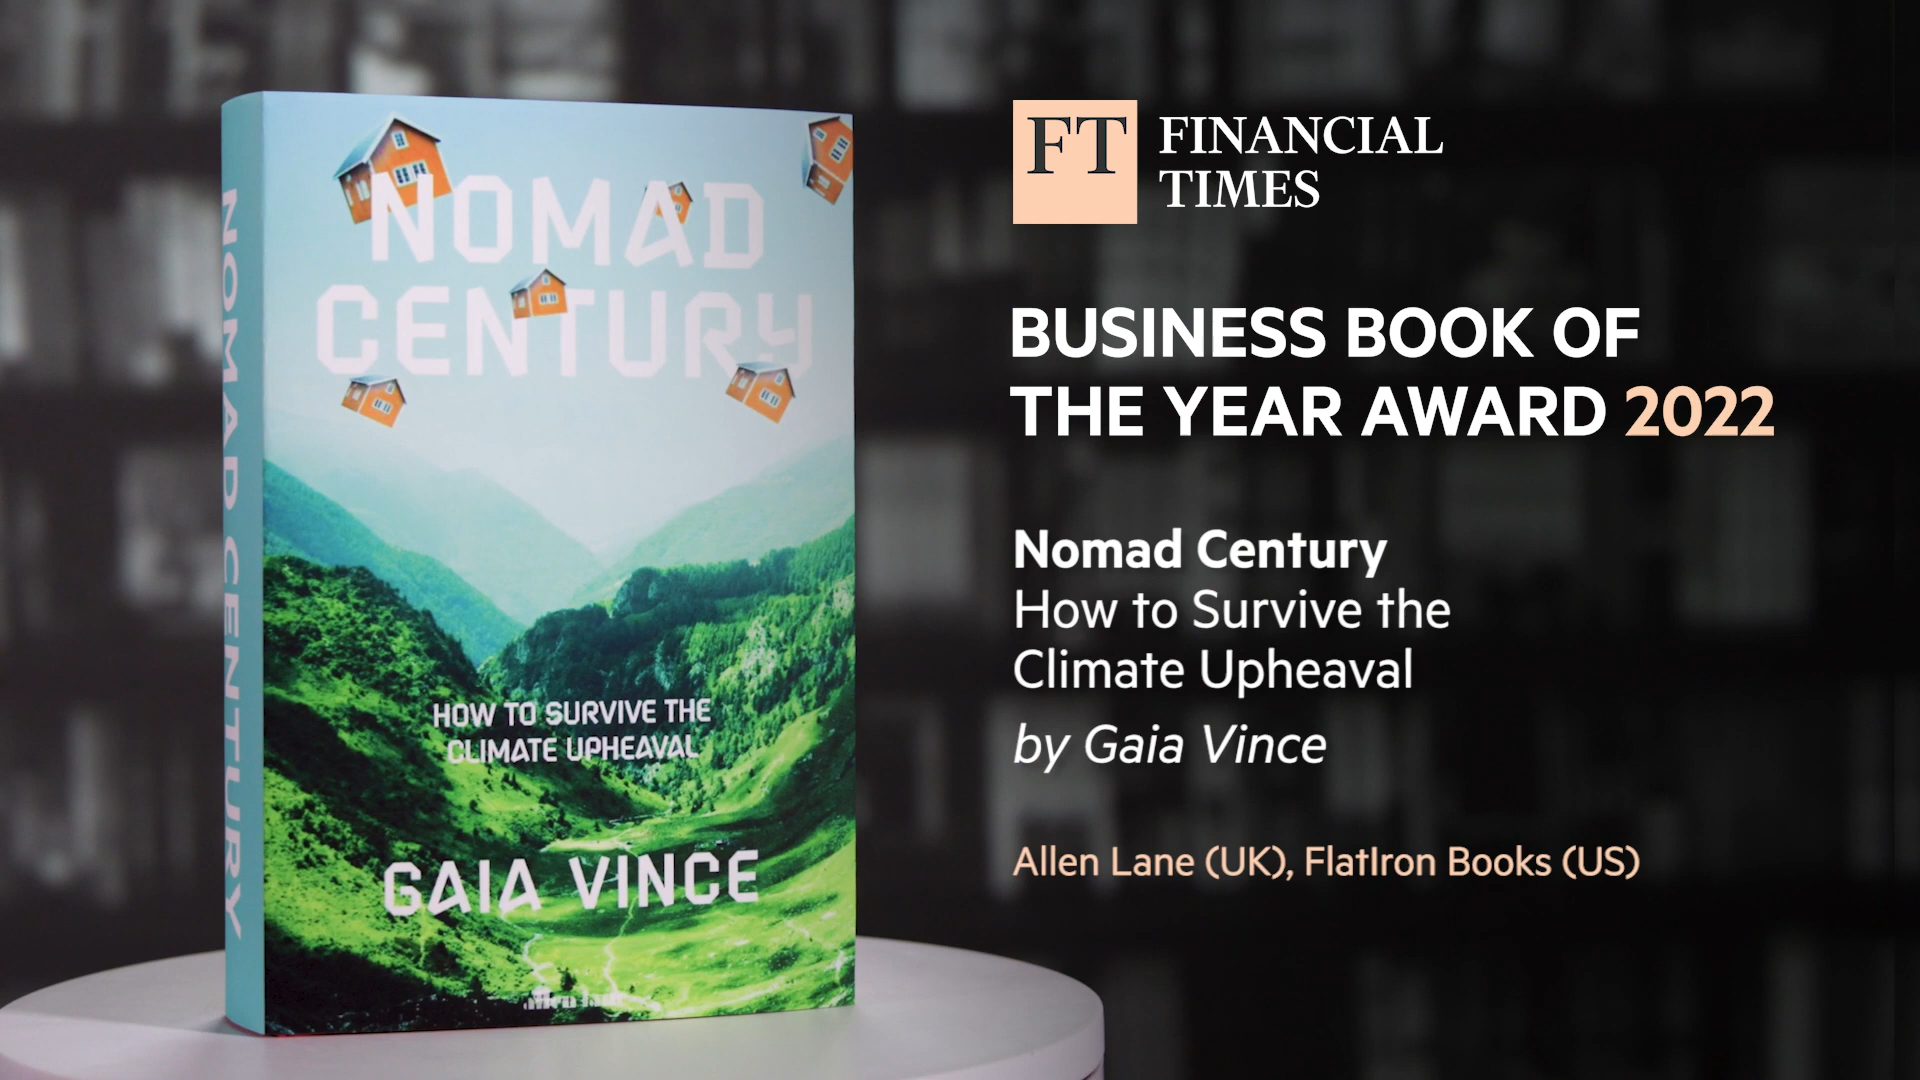 NOMAD CENTURY
NOMAD
CENTURY
HOW TO SURVIVE THE
CLIMATE UPHEAVAL
GAIA VINCE
allen lane
FT FINANCIAL
TIMES
BUSINESS BOOK OF
THE YEAR AWARD 2022
Nomad Century
How to Survive the
Climate Upheaval
by Gaia Vince
Allen Lane (UK), FlatIron Books (US)